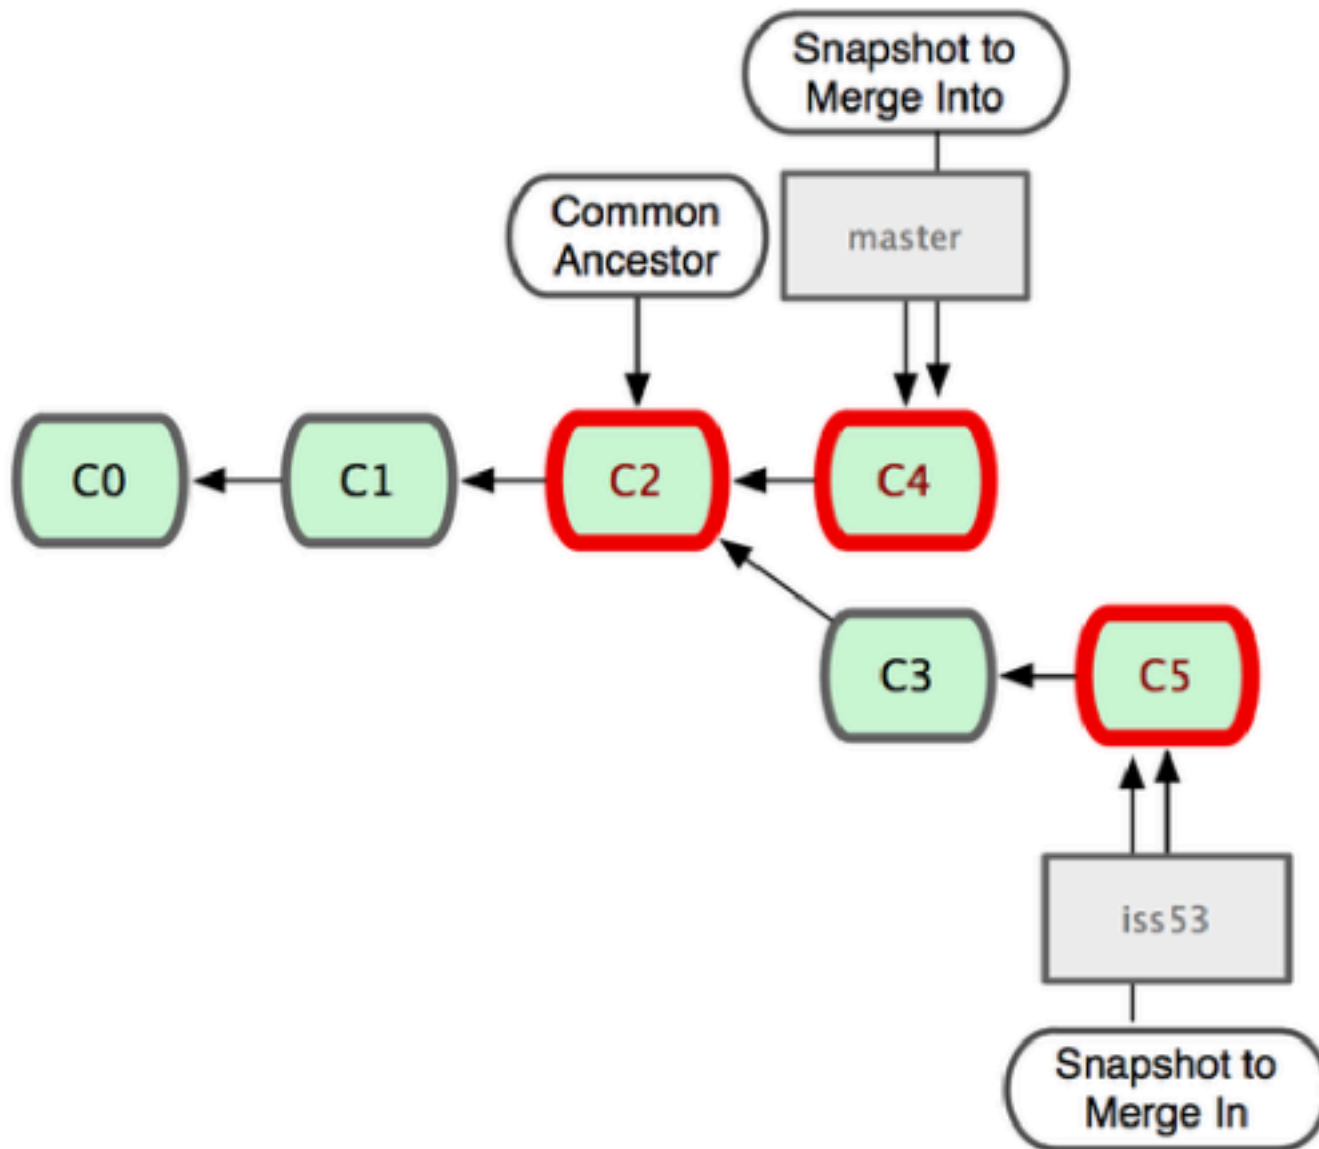 Snapshot to
Merge Into
Common
Ancestor
master
C0
C1
C2
C4
C3
C5
iss53
Snapshot to
Merge In